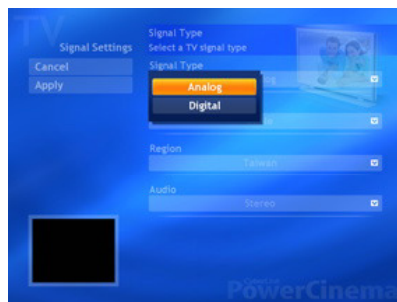 TV
Signal Settings
Cancel
Apply
Signal Type
Select a TV signal type
Signal Type
Analog
Digital
Region
Taiwan
Audio
Stereo
CyberLink
PowerCinema